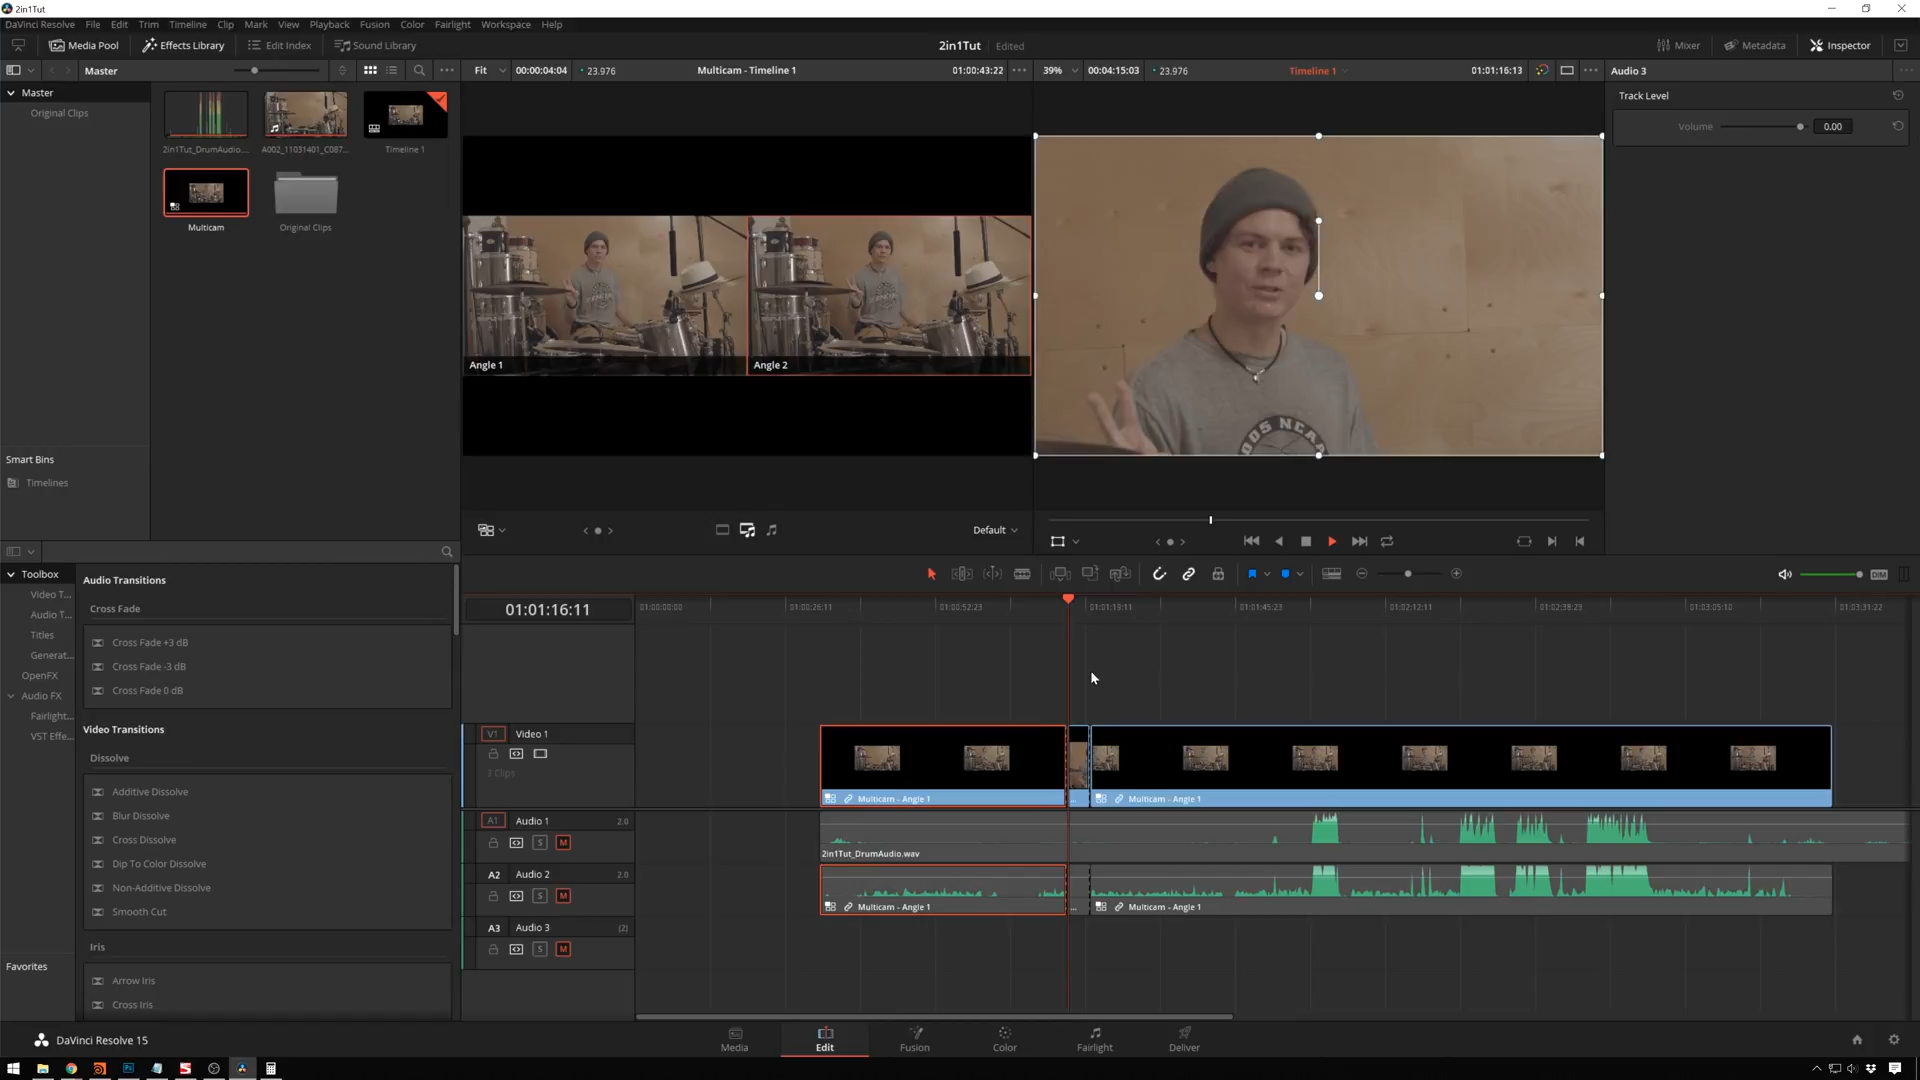 2in1Tut
DaVinci Resolve File Edit Trim Timeline Clip Mark View Playback Fusion Color Fairlight Workspace Help
Media Pool Effects Library Edit Index Sound Library 2in1Tut Edited Mixer Metadata Inspector
Master Fit 00:00:04:04 23.976 Multicam - Timeline 1 01:00:43:22 39% 00:04:15:03 23.976 Timeline 1 01:01:16:13 Audio 3
Master
Original Clips
Track Level
Volume 0.00
2in1Tut_DrumAudio... A002_11031401_C087... Timeline 1
Multicam Original Clips
Angle 1 Angle 2
Smart Bins
Timelines
Default
Toolbox
Video T...
Audio T...
Titles
Generat...
OpenFX
Audio FX
Fairlight...
VST Effe...
Favorites
Audio Transitions
Cross Fade
Cross Fade +3 dB
Cross Fade -3 dB
Cross Fade 0 dB
Video Transitions
Dissolve
Additive Dissolve
Blur Dissolve
Cross Dissolve
Dip To Color Dissolve
Non-Additive Dissolve
Smooth Cut
Iris
Arrow Iris
Cross Iris
DIM
01:01:16:11 01:00:00:00 01:00:26:11 01:00:52:23 01:01:19:11 01:01:45:23 01:02:12:11 01:02:38:23 01:03:05:10 01:03:31:22
V1 Video 1
3 Clips
Multicam - Angle 1 ... Multicam - Angle 1
A1 Audio 1 2.0
S M
2in1Tut_DrumAudio.wav
A2 Audio 2 2.0
S M
Multicam - Angle 1 ... Multicam - Angle 1
A3 Audio 3 (2)
S M
DaVinci Resolve 15
Media Edit Fusion Color Fairlight Deliver